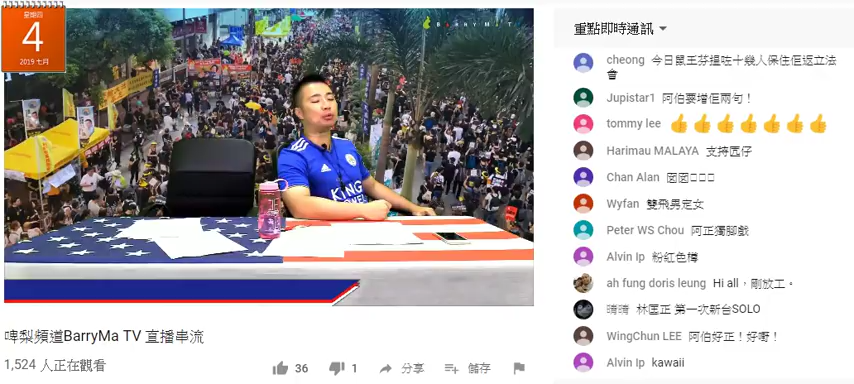 星期四
4
2019 七月
BARRYMAT
KING
POWER
啤梨頻道BarryMa TV 直播串流
1,524 人正在觀看
36
1
分享
儲存
重點即時通訊
cheong 今日鼠王芬搵咗十幾人保住佢返立法
會
Jupistar1 阿伯要增佢兩句！
tommy lee 👍👍👍👍👍👍👍
Harimau MALAYA 支持匡仔
Chan Alan 囡囡□□□
Wyfan 雙飛男定女
Peter WS Chou 阿正獨腳戲
Alvin Ip 粉紅色樽
ah fung doris leung Hi all，剛放工。
晴晴 林匡正 第一次新台SOLO
WingChun LEE 阿伯好正！好嘢！
Alvin Ip kawaii